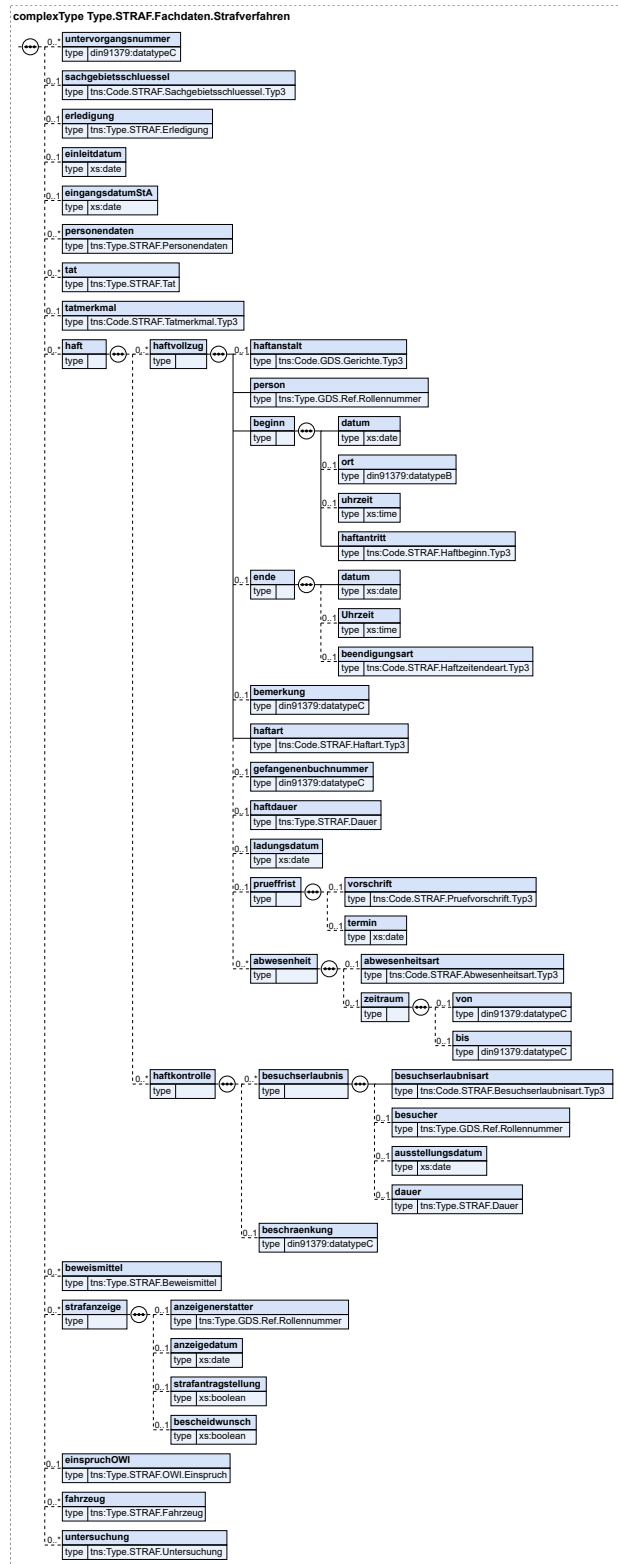 complexType Type.STRAF.Fachdaten.Strafverfahren
0..* untervorgangsnummer
type din91379:datatypeC
0..1 sachgebietsschluessel
type tns:Code.STRAF.Sachgebietsschluessel.Typ3
0..1 erledigung
type tns:Type.STRAF.Erledigung
0..1 einleitdatum
type xs:date
0..1 eingangsdatumStA
type xs:date
0..* personendaten
type tns:Type.STRAF.Personendaten
0..* tat
type tns:Type.STRAF.Tat
0..1 tatmerkmal
type tns:Code.STRAF.Tatmerkmal.Typ3
0..* haft
type
0..* haftvollzug
type
0..1 haftanstalt
type tns:Code.GDS.Gerichte.Typ3
person
type tns:Type.GDS.Ref.Rollennummer
beginn
type
datum
type xs:date
0..1 ort
type din91379:datatypeB
0..1 uhrzeit
type xs:time
haftantritt
type tns:Code.STRAF.Haftbeginn.Typ3
0..1 ende
type
datum
type xs:date
0..1 Uhrzeit
type xs:time
0..1 beendigungsart
type tns:Code.STRAF.Haftzeitendeart.Typ3
0..1 bemerkung
type din91379:datatypeC
haftart
type tns:Code.STRAF.Haftart.Typ3
0..1 gefangenenbuchnummer
type din91379:datatypeC
0..1 haftdauer
type tns:Type.STRAF.Dauer
0..1 ladungsdatum
type xs:date
0..1 prueffrist
type
0..1 vorschrift
type tns:Code.STRAF.Pruefvorschrift.Typ3
0..1 termin
type xs:date
0..* abwesenheit
type
0..1 abwesenheitsart
type tns:Code.STRAF.Abwesenheitsart.Typ3
0..1 zeitraum
type
0..1 von
type din91379:datatypeC
0..1 bis
type din91379:datatypeC
0..* haftkontrolle
type
0..* besuchserlaubnis
type
besuchserlaubnisart
type tns:Code.STRAF.Besuchserlaubnisart.Typ3
0..1 besucher
type tns:Type.GDS.Ref.Rollennummer
0..1 ausstellungsdatum
type xs:date
0..1 dauer
type tns:Type.STRAF.Dauer
0..1 beschraenkung
type din91379:datatypeC
0..* beweismittel
type tns:Type.STRAF.Beweismittel
0..* strafanzeige
type
0..1 anzeigenerstatter
type tns:Type.GDS.Ref.Rollennummer
0..1 anzeigedatum
type xs:date
0..1 strafantragstellung
type xs:boolean
0..1 bescheidwunsch
type xs:boolean
0..1 einspruchOWI
type tns:Type.STRAF.OWI.Einspruch
0..* fahrzeug
type tns:Type.STRAF.Fahrzeug
0..* untersuchung
type tns:Type.STRAF.Untersuchung